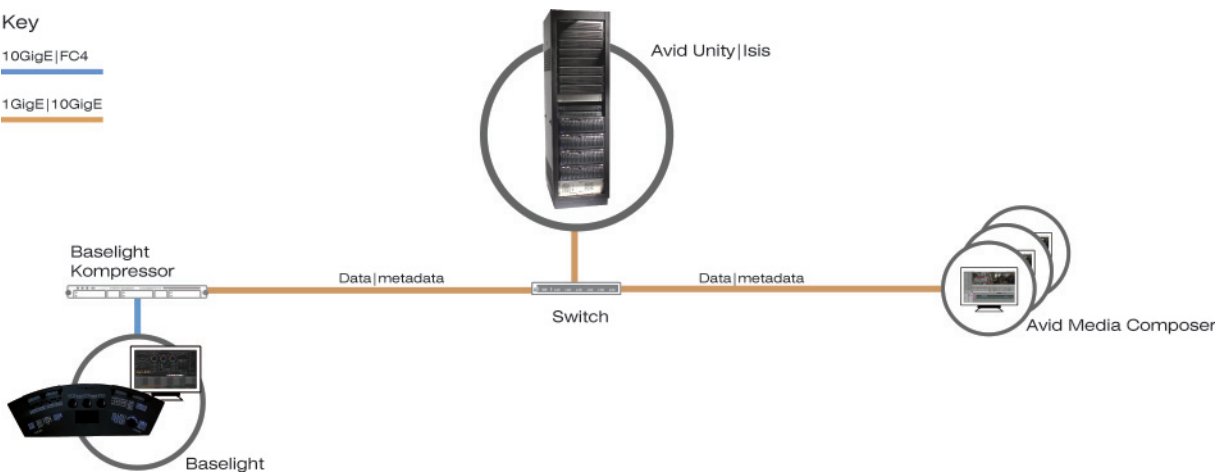 Key
10GigE|FC4
1GigE|10GigE
Avid Unity|Isis
Baselight
Kompressor
Data|metadata
Data|metadata
Switch
Avid Media Composer
Baselight